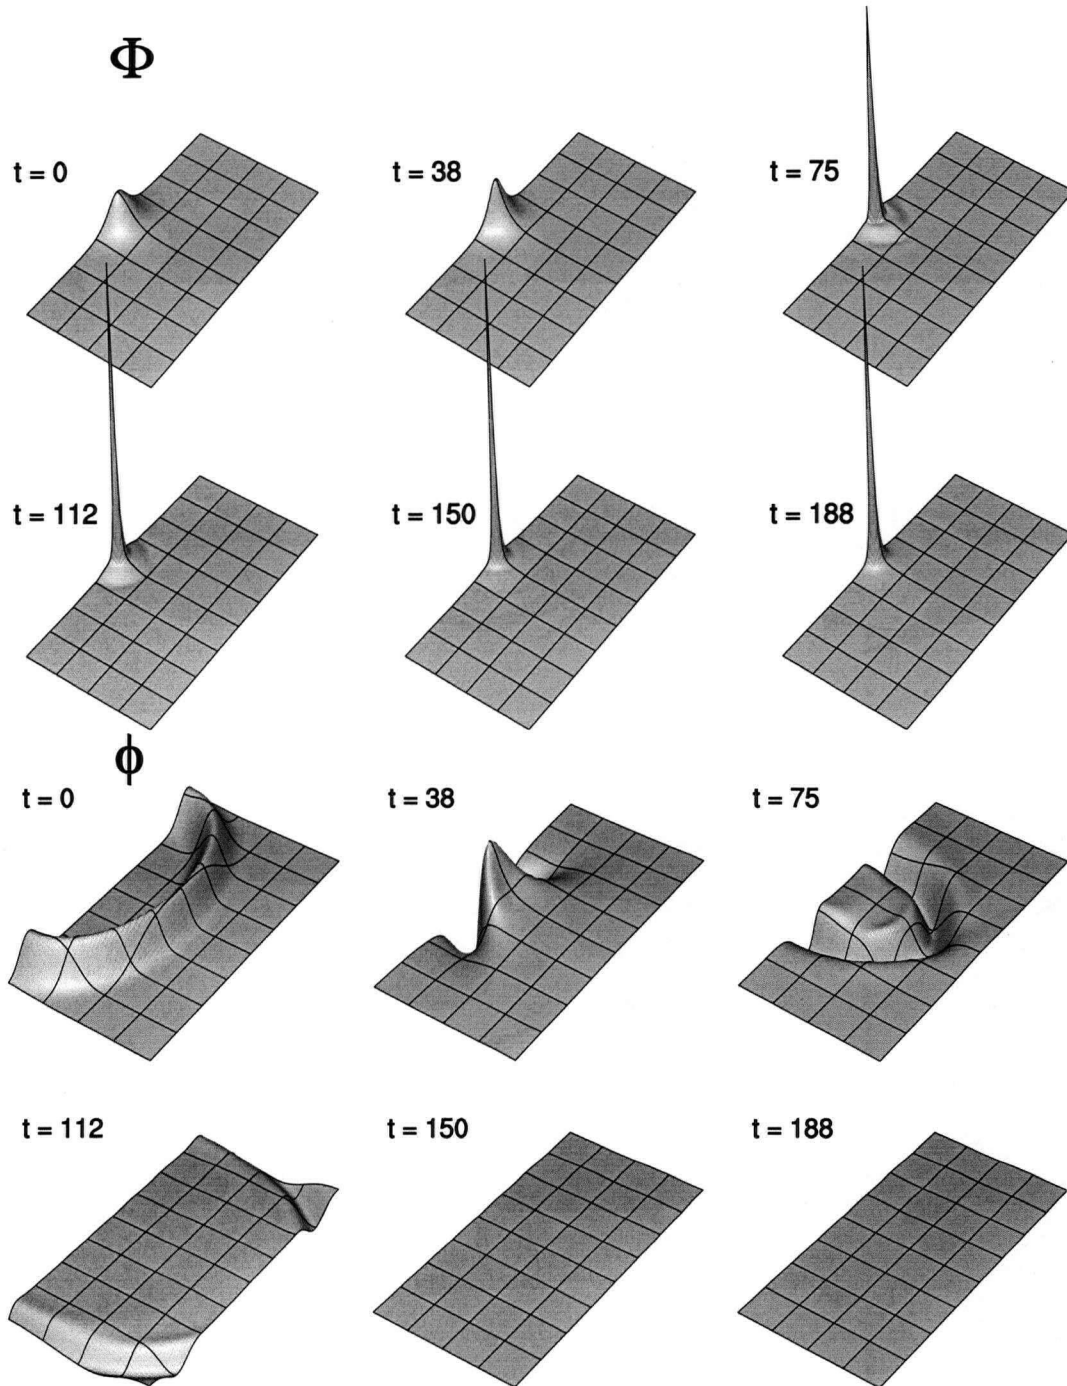 Φ
t = 0
t = 38
t = 75
t = 112
t = 150
t = 188
ϕ
t = 0
t = 38
t = 75
t = 112
t = 150
t = 188